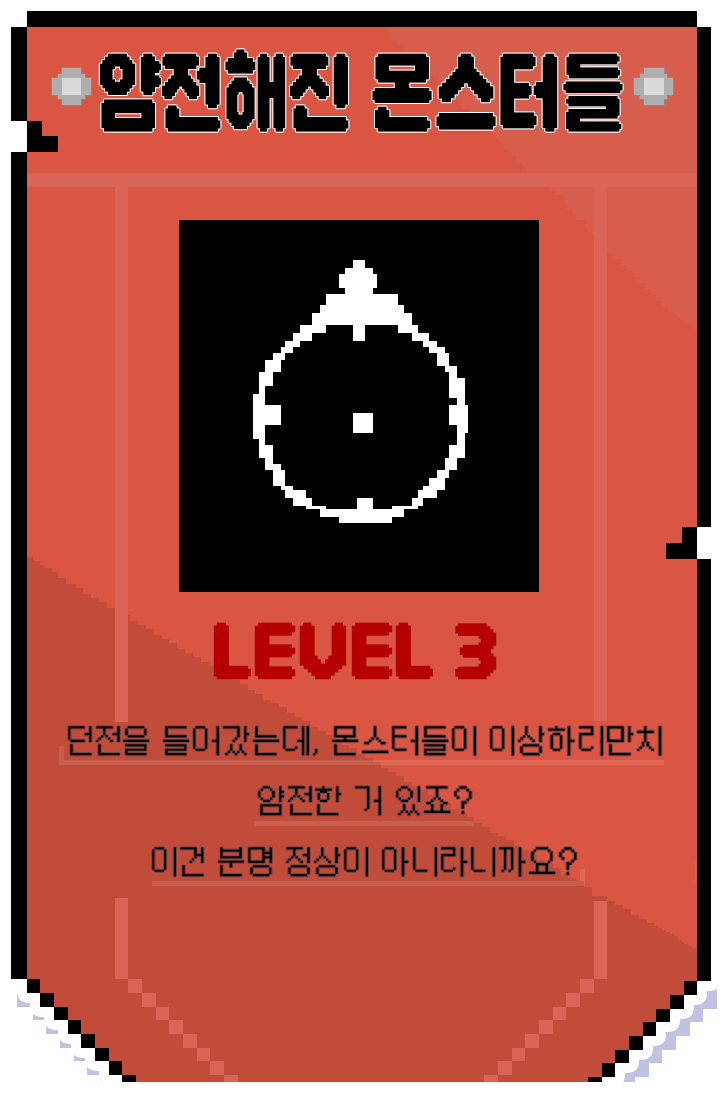 얌전해진 몬스터들
LEVEL 3
던전을 들어갔는데, 몬스터들이 이상하리만치
얌전한 거 있죠?
이건 분명 정상이 아니라니까요?